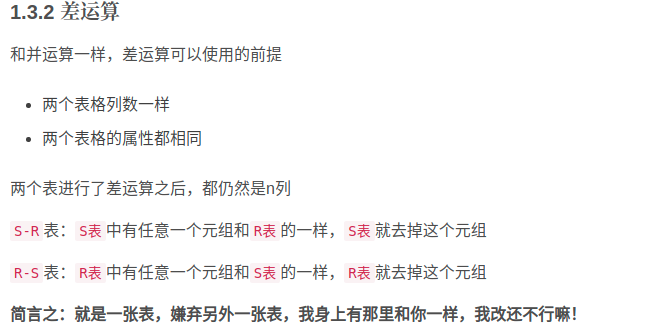 1.3.2 差运算
和并运算一样，差运算可以使用的前提
两个表格列数一样
两个表格的属性都相同
两个表进行了差运算之后，都仍然是n列
S-R 表：S表 中有任意一个元组和 R表 的一样，S表 就去掉这个元组
R-S 表：R表 中有任意一个元组和 S表 的一样，R表 就去掉这个元组
简言之：就是一张表，嫌弃另外一张表，我身上有那里和你一样，我改还不行嘛！